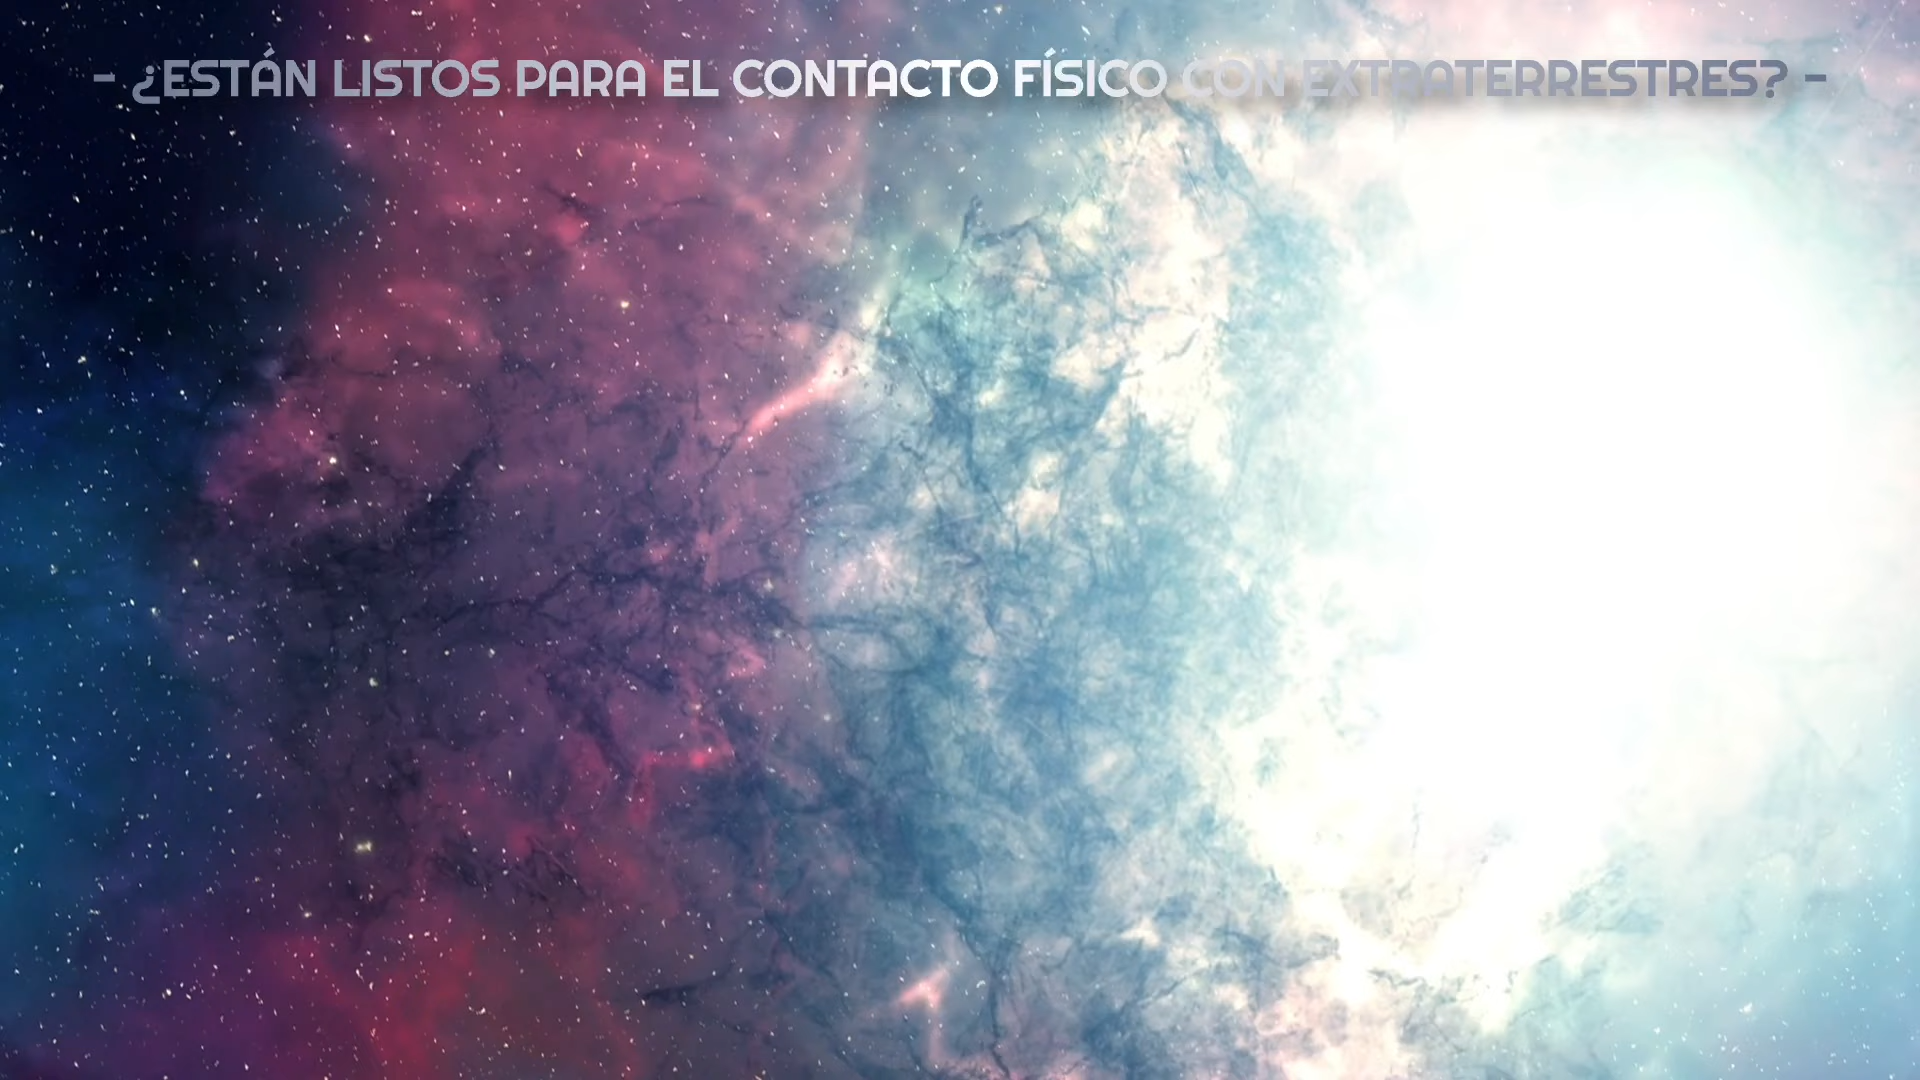 - ¿ESTÁN LISTOS PARA EL CONTACTO FÍSICO CON EXTRATERRESTRES? -